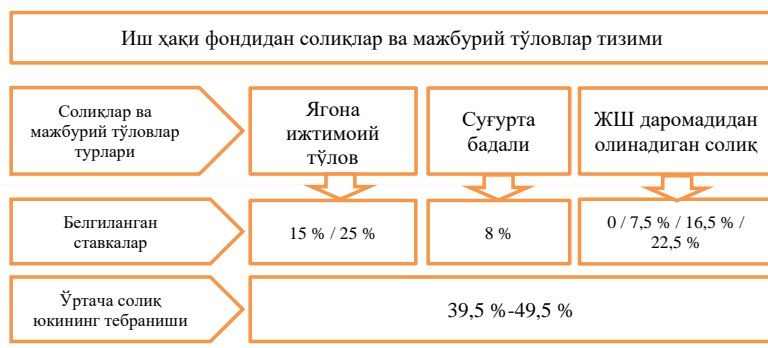 Иш ҳақи фондидан солиқлар ва мажбурий тўловлар тизими
Солиқлар ва
мажбурий тўловлар
турлари
Ягона
ижтимоий
тўлов
Суғурта
бадали
ЖШ даромадидан
олинадиган солиқ
Белгиланган
ставкалар
15 % / 25 %
8 %
0 / 7,5 % / 16,5 % /
22,5 %
Ўртача солиқ
юкининг тебраниши
39,5 %-49,5 %